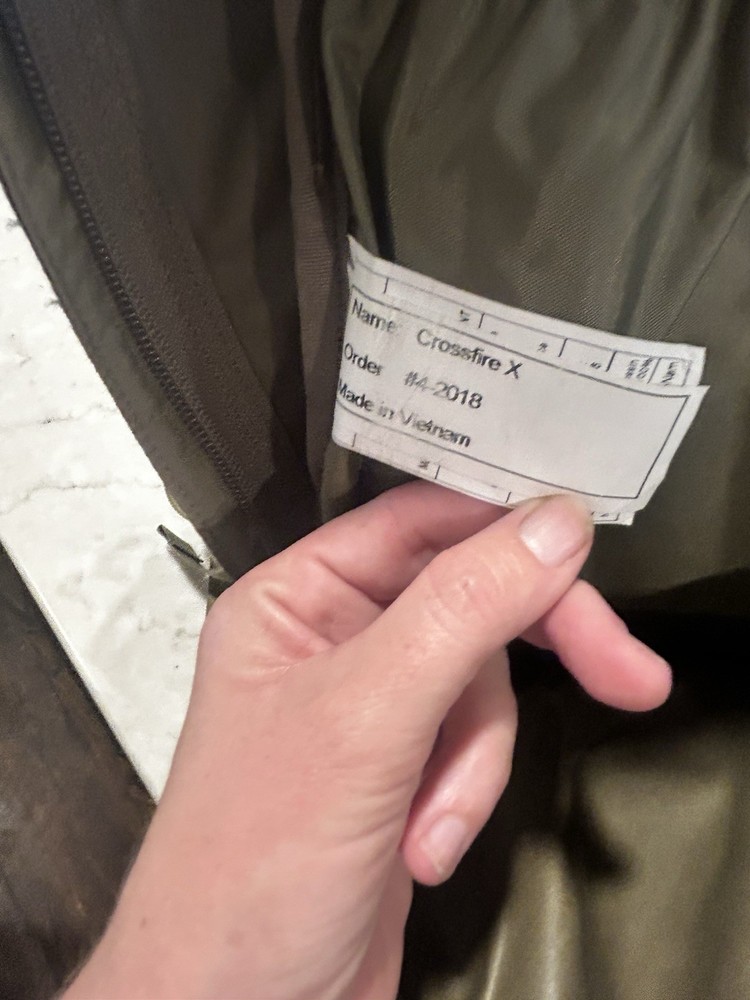 Name: Crossfire X
Order #4-2018
Made in Vietnam